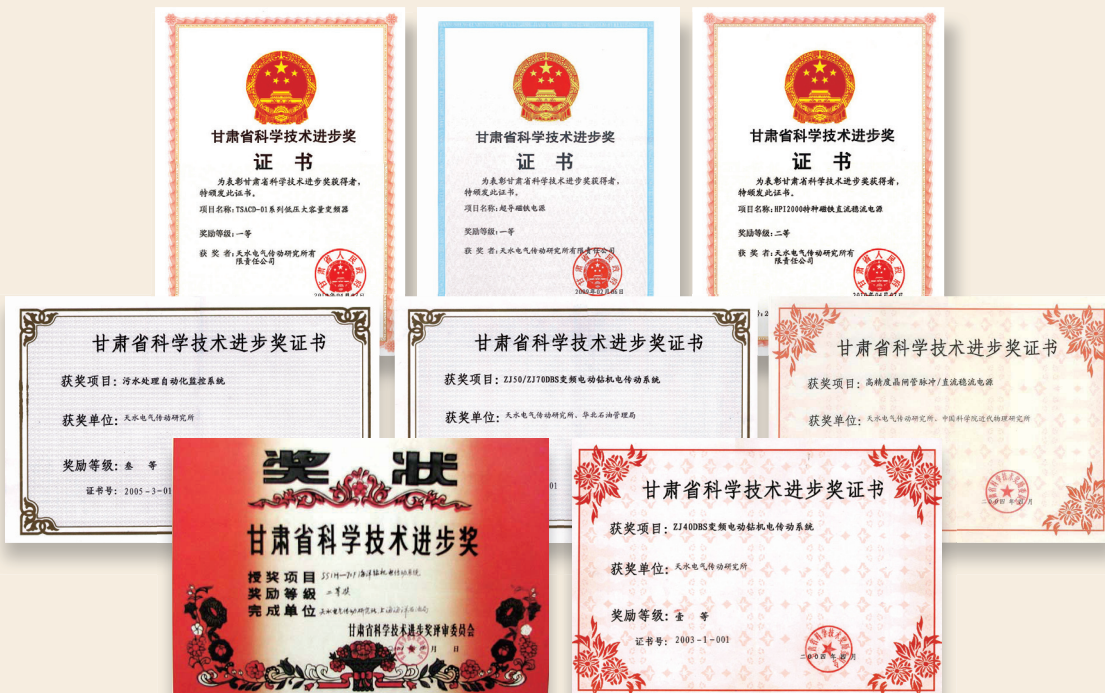 甘肃省科学技术进步奖
证 书
为表彰甘肃省科学技术进步奖获得者,
特颁发此证书。
项目名称:TSACD-01系列低压大容量变频器
奖励等级:一等
获 奖 者:天水电气传动研究所有
限责任公司
甘肃省科学技术进步奖
证 书
为表彰甘肃省科学技术进步奖获得者,
特颁发此证书。
项目名称:超导磁铁电源
奖励等级:一等
获 奖 者:天水电气传动研究所有限责任公司
甘肃省科学技术进步奖
证 书
为表彰甘肃省科学技术进步奖获得者,
特颁发此证书。
项目名称:HPI2000特种磁铁直流稳流电源
奖励等级:二等
获 奖 者:天水电气传动研究所有
限责任公司
甘肃省科学技术进步奖证书
获奖项目:污水处理自动化监控系统
获奖单位:天水电气传动研究所
奖励等级:叁 等
证书号:2005-3-01
甘肃省科学技术进步奖证书
获奖项目:ZJ50/ZJ70DBS变频电动钻机电传动系统
获奖单位:天水电气传动研究所、华北石油管理局
01
甘肃省科学技术进步奖证书
获奖项目:高精度晶闸管脉冲/直流稳流电源
获奖单位:天水电气传动研究所、中国科学院近代物理研究所
奖状
甘肃省科学技术进步奖
授奖项目
奖励等级 二等奖
完成单位
甘肃省科学技术进步奖评审委员会
月 日
甘肃省科学技术进步奖证书
获奖项目:ZJ40DBS变频电动钻机电传动系统
获奖单位:天水电气传动研究所
奖励等级:壹 等
证书号:2003-1-001